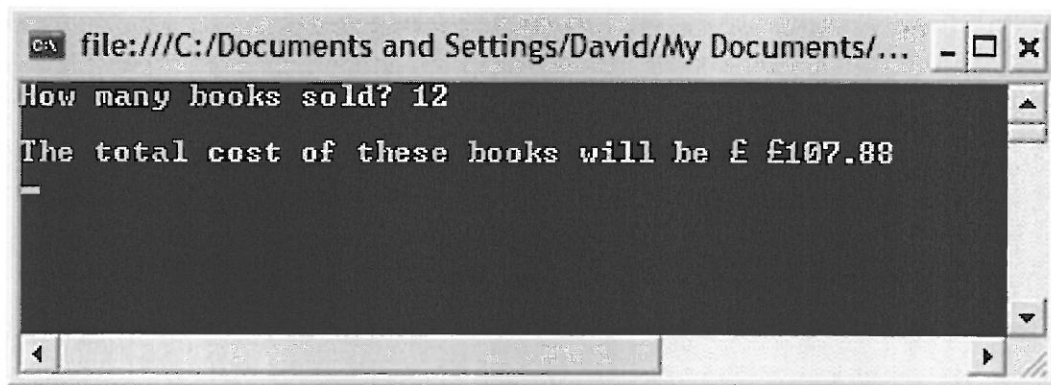 file:///C:/Documents and Settings/David/My Documents/...
How many books sold? 12
The total cost of these books will be £ £107.88